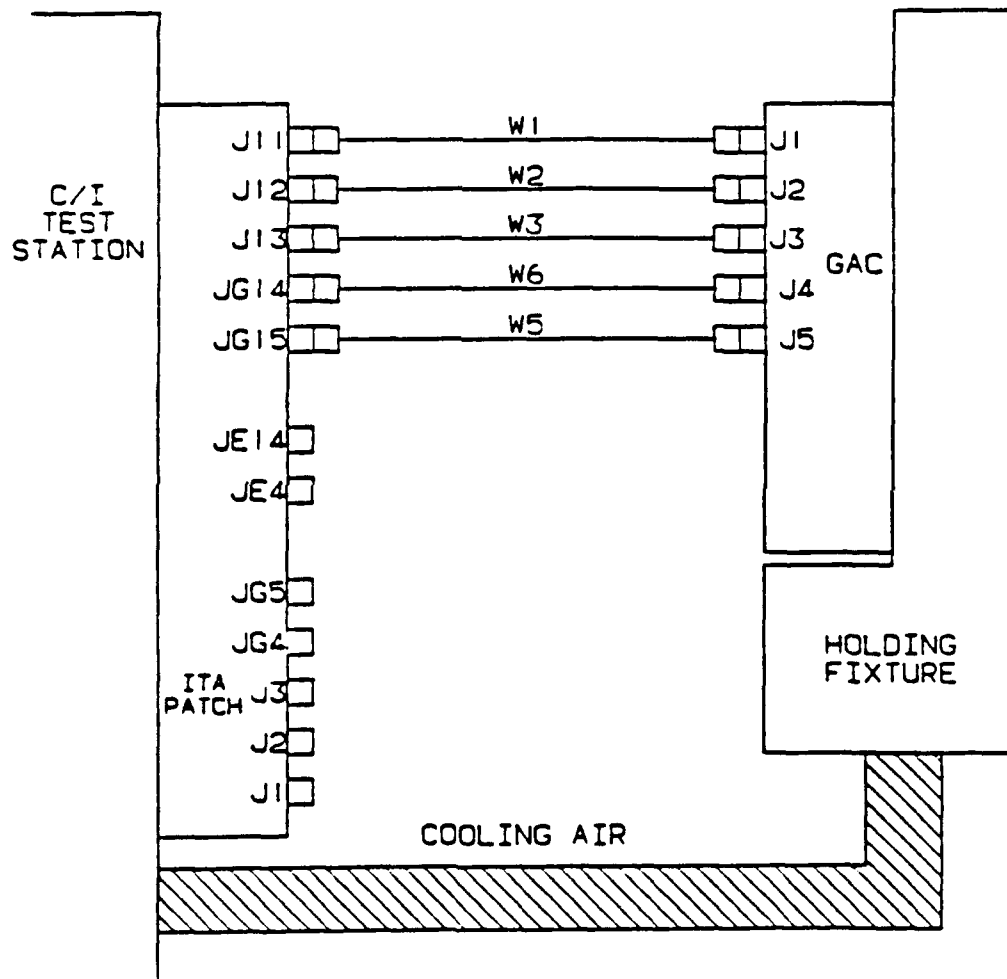 C/I
TEST
STATION
J11
J12
J13
JG14
JG15
JE14
JE4
JG5
JG4
J3
J2
J1
ITA
PATCH
W1
W2
W3
W6
W5
J1
J2
J3
J4
J5
GAC
HOLDING
FIXTURE
COOLING AIR